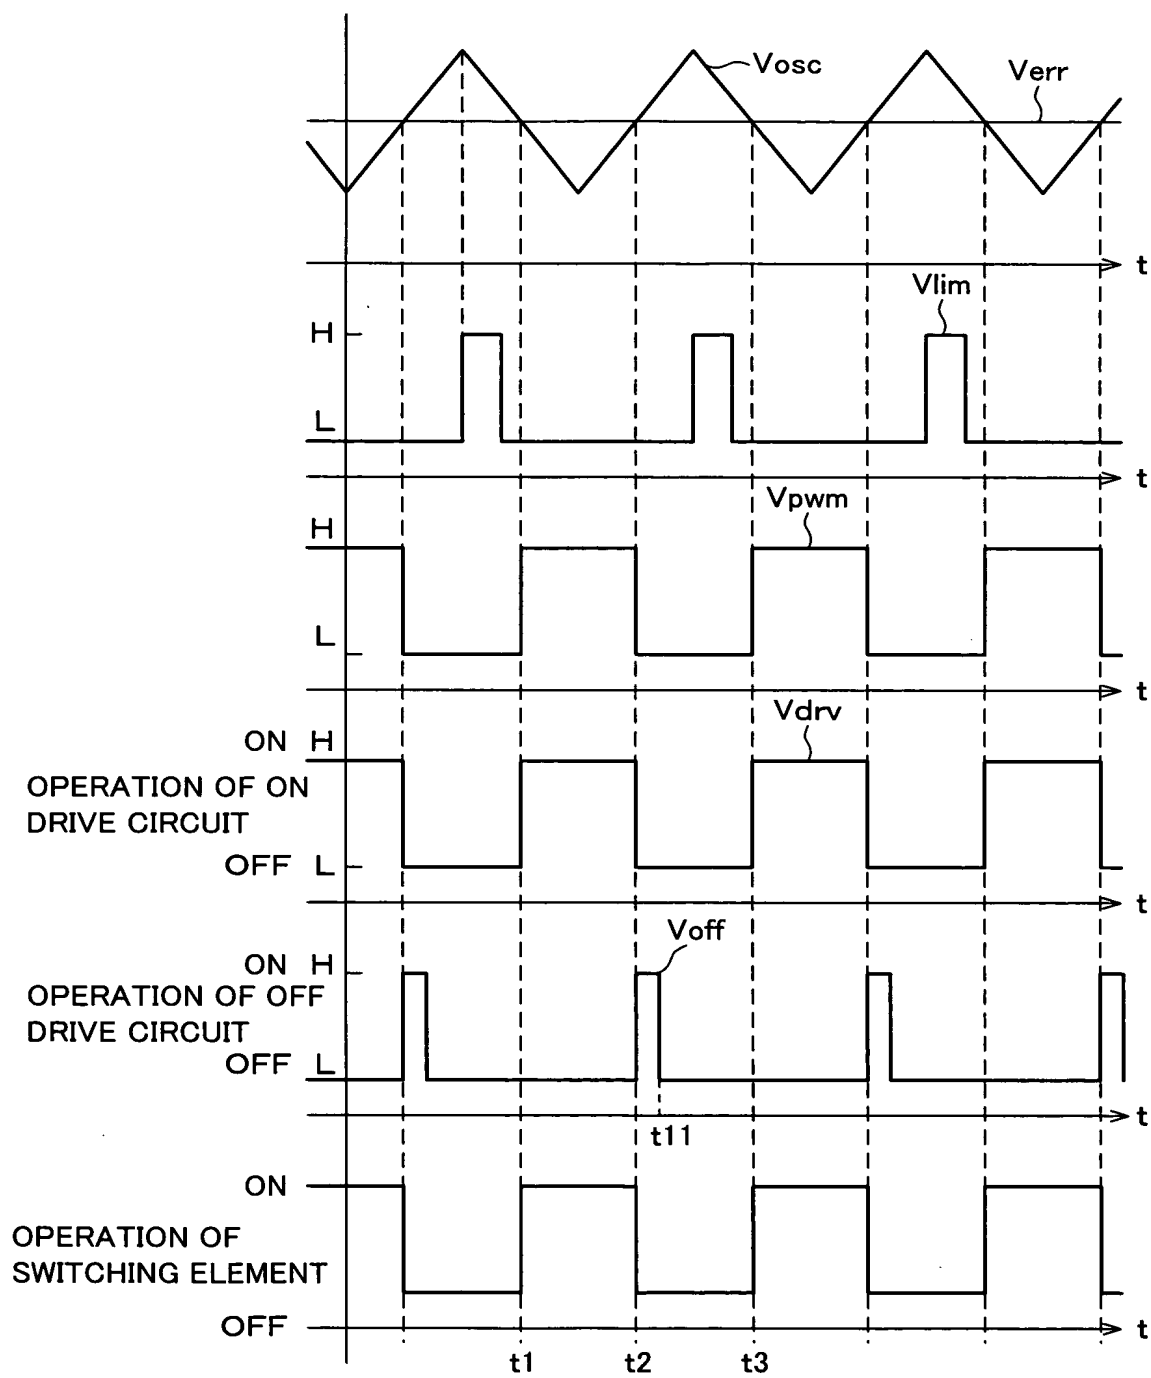 Vosc
Verr
t
Vlim
H
L
t
Vpwm
H
L
t
Vdrv
ON H
OPERATION OF ON
DRIVE CIRCUIT
OFF L
t
Voff
ON H
OPERATION OF OFF
DRIVE CIRCUIT
OFF L
t
t11
ON
OPERATION OF
SWITCHING ELEMENT
OFF
t
t1 t2 t3